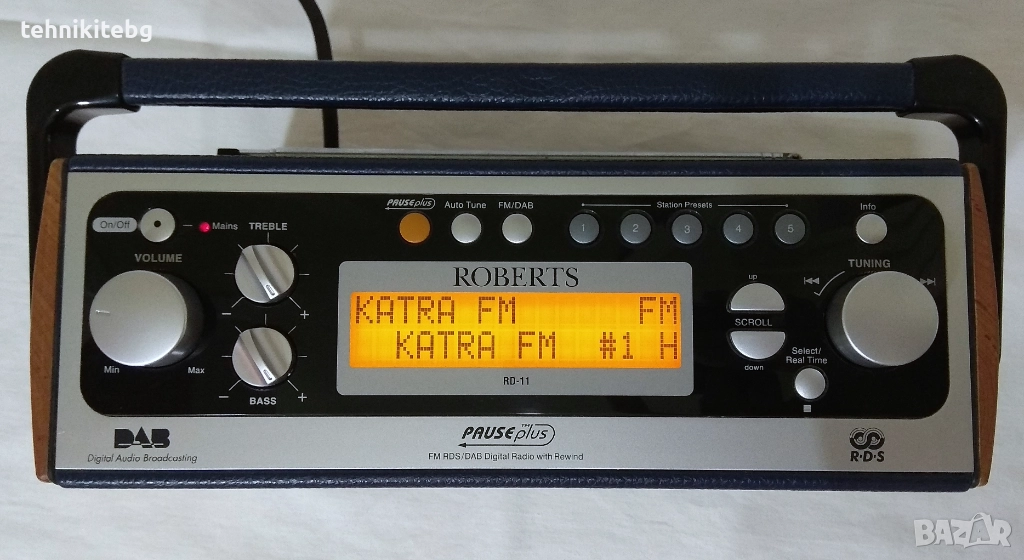 tehnikitebg
PAUSEplus
Auto Tune
FM/DAB
Station Presets
Info
On/Off
Mains
TREBLE
1 2 3 4 5
VOLUME
- +
ROBERTS
up
TUNING
KATRA FM FM
KATRA FM #1 H
SCROLL
down
Select/
Real Time
Min
Max
- BASS +
RD-11
DAB
Digital Audio Broadcasting
PAUSEplus
FM RDS/DAB Digital Radio with Rewind
R·D·S
BAZAR